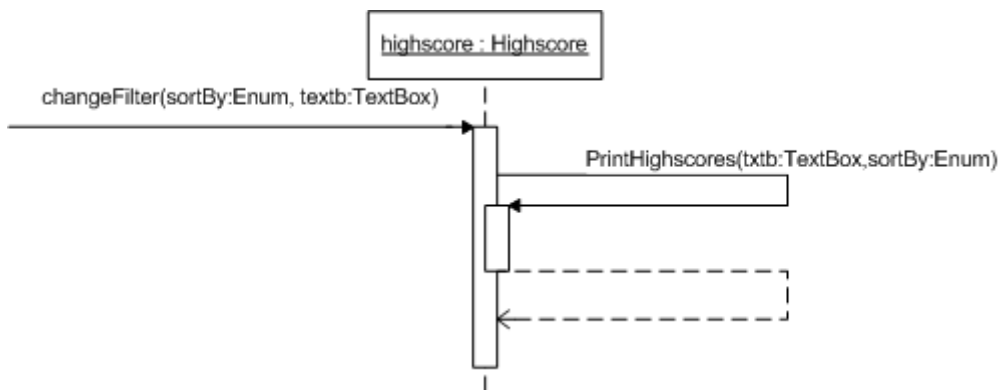 highscore : Highscore
changeFilter(sortBy:Enum, textb:TextBox)
PrintHighscores(txtb:TextBox,sortBy:Enum)